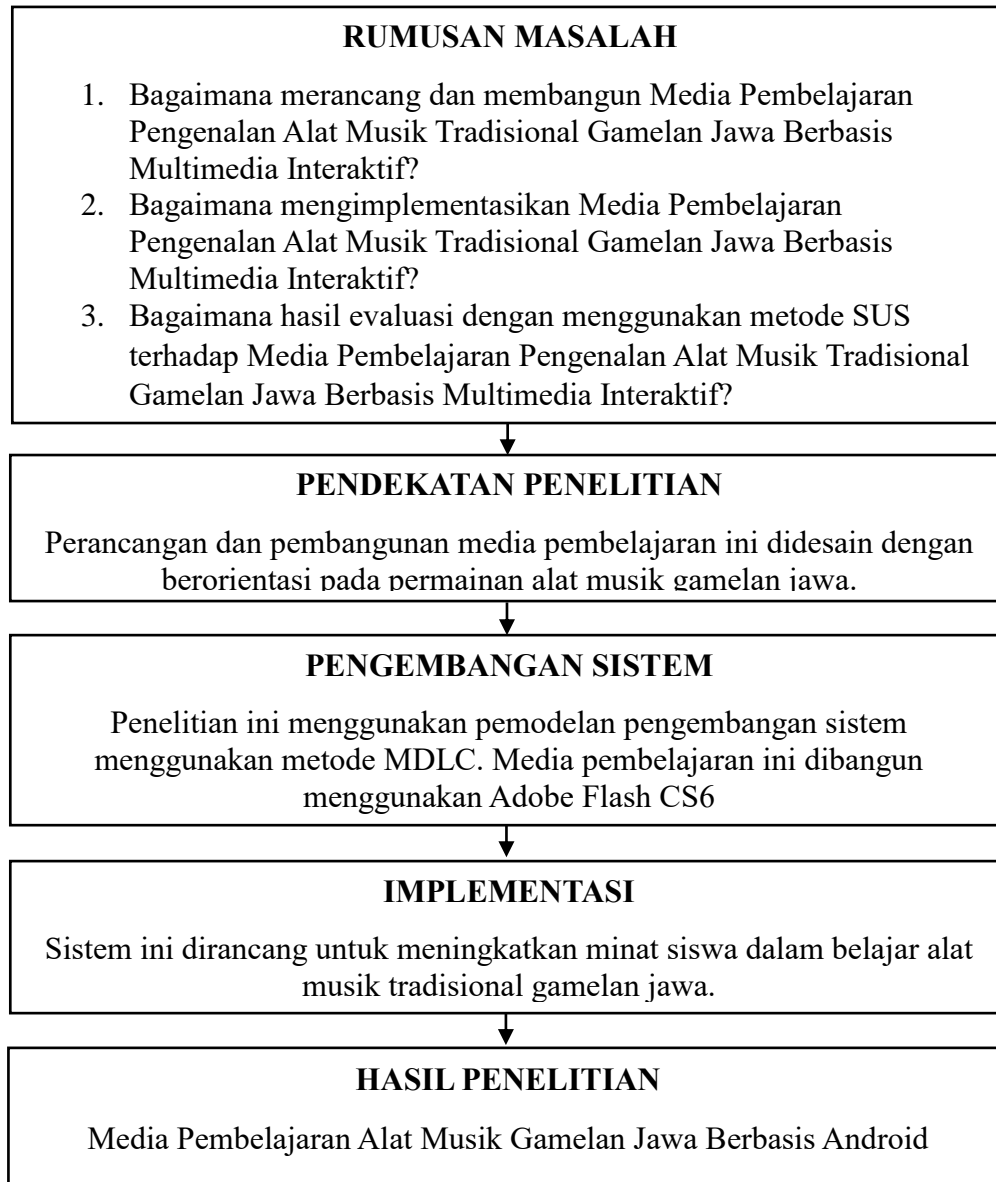 RUMUSAN MASALAH
1. Bagaimana merancang dan membangun Media Pembelajaran
Pengenalan Alat Musik Tradisional Gamelan Jawa Berbasis
Multimedia Interaktif?
2. Bagaimana mengimplementasikan Media Pembelajaran
Pengenalan Alat Musik Tradisional Gamelan Jawa Berbasis
Multimedia Interaktif?
3. Bagaimana hasil evaluasi dengan menggunakan metode SUS
terhadap Media Pembelajaran Pengenalan Alat Musik Tradisional
Gamelan Jawa Berbasis Multimedia Interaktif?
PENDEKATAN PENELITIAN
Perancangan dan pembangunan media pembelajaran ini didesain dengan
berorientasi pada permainan alat musik gamelan jawa.
PENGEMBANGAN SISTEM
Penelitian ini menggunakan pemodelan pengembangan sistem
menggunakan metode MDLC. Media pembelajaran ini dibangun
menggunakan Adobe Flash CS6
IMPLEMENTASI
Sistem ini dirancang untuk meningkatkan minat siswa dalam belajar alat
musik tradisional gamelan jawa.
HASIL PENELITIAN
Media Pembelajaran Alat Musik Gamelan Jawa Berbasis Android